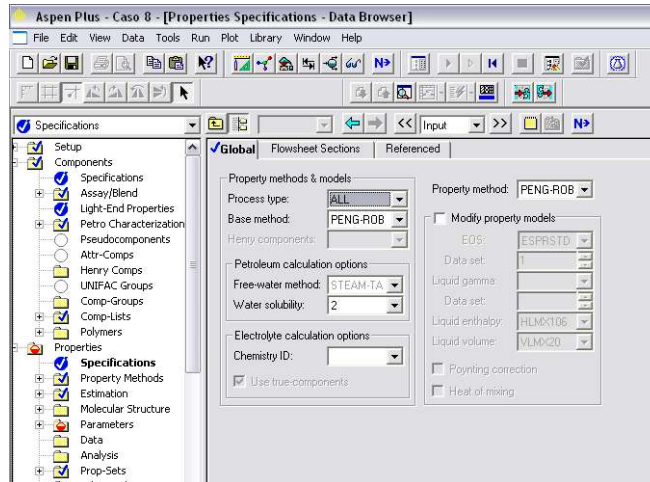 Aspen Plus - Caso 8 - [Properties Specifications - Data Browser]
File Edit View Data Tools Run Plot Library Window Help
N>
Specifications
<< Input >> N>
Setup
Components
Specifications
Assay/Blend
Light-End Properties
Petro Characterization
Pseudocomponents
Attr-Comps
Henry Comps
UNIFAC Groups
Comp-Groups
Comp-Lists
Polymers
Properties
Specifications
Property Methods
Estimation
Molecular Structure
Parameters
Data
Analysis
Prop-Sets
Global Flowsheet Sections Referenced
Property methods & models
Process type: ALL
Base method: PENG-ROB
Henry components:
Petroleum calculation options
Free-water method: STEAM-TA
Water solubility: 2
Electrolyte calculation options
Chemistry ID:
Use true-components
Property method: PENG-ROB
Modify property models
EOS: ESPRSTD
Data set: 1
Liquid gamma:
Data set:
Liquid enthalpy: HLMX106
Liquid volume: VLMX20
Poynting correction
Heat of mixing